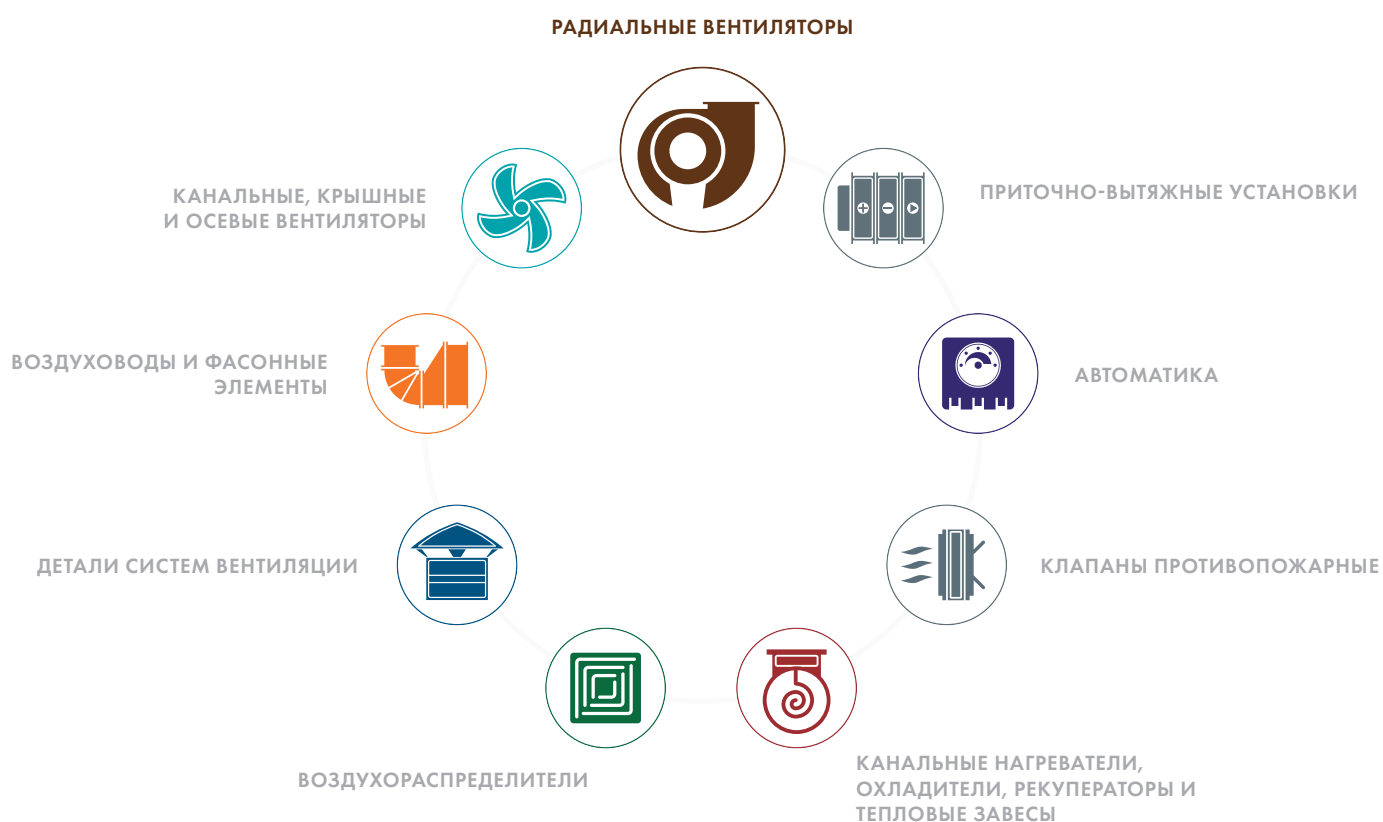 РАДИАЛЬНЫЕ ВЕНТИЛЯТОРЫ
КАНАЛЬНЫЕ, КРЫШНЫЕ
И ОСЕВЫЕ ВЕНТИЛЯТОРЫ
ПРИТОЧНО-ВЫТЯЖНЫЕ УСТАНОВКИ
ВОЗДУХОВОДЫ И ФАСОННЫЕ
ЭЛЕМЕНТЫ
АВТОМАТИКА
ДЕТАЛИ СИСТЕМ ВЕНТИЛЯЦИИ
КЛАПАНЫ ПРОТИВОПОЖАРНЫЕ
ВОЗДУХОРАСПРЕДЕЛИТЕЛИ
КАНАЛЬНЫЕ НАГРЕВАТЕЛИ,
ОХЛАДИТЕЛИ, РЕКУПЕРАТОРЫ И
ТЕПЛОВЫЕ ЗАВЕСЫ